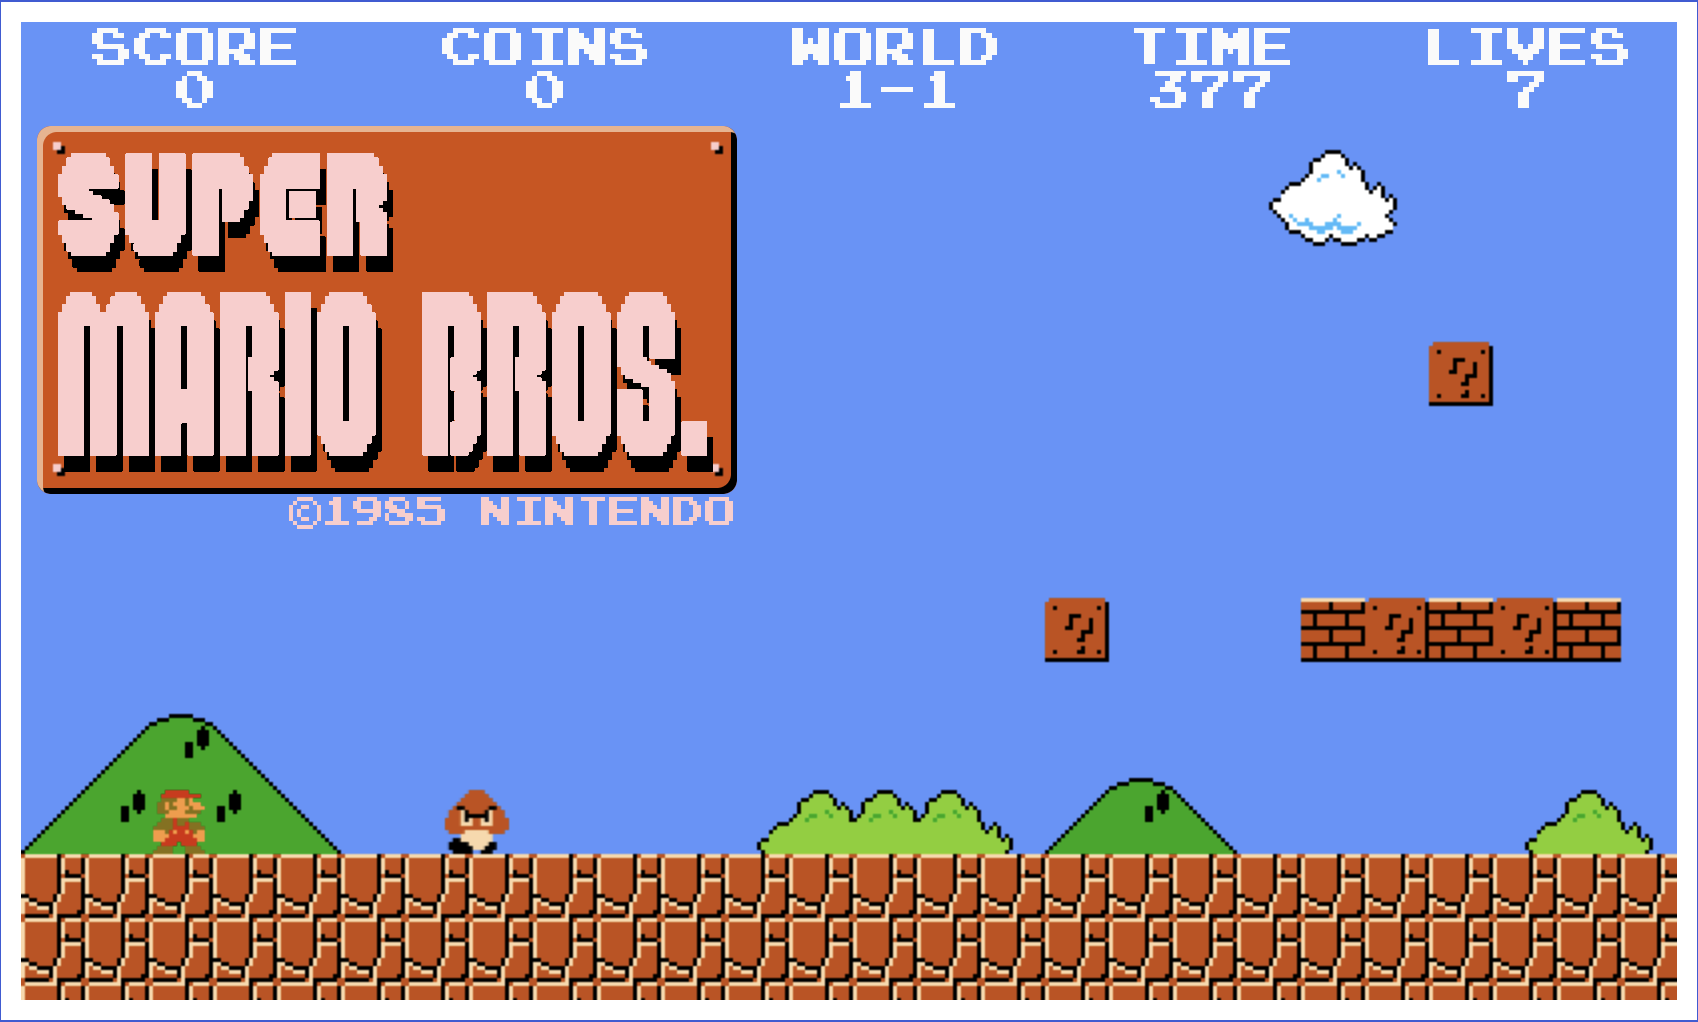 SCORE COINS WORLD TIME LIVES
0 0 1-1 377 7
SUPER
MARIO BROS.
©1985 NINTENDO
? 
? ? ?